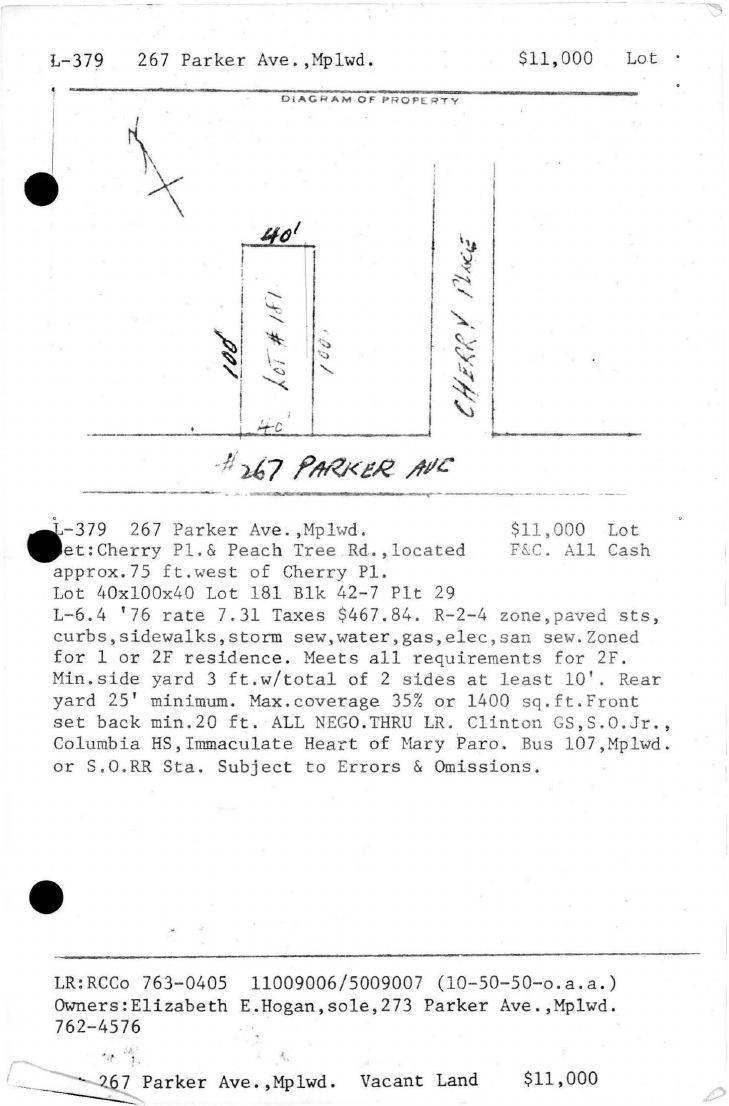 L-379 267 Parker Ave.,Mplwd. $11,000 Lot
DIAGRAM OF PROPERTY
N
40'
100'
LOT # 181
100'
40'
CHERRY PLACE
#267 PARKER AVE
L-379 267 Parker Ave.,Mplwd. $11,000 Lot
et:Cherry Pl.& Peach Tree Rd.,located F&C. All Cash
approx.75 ft.west of Cherry Pl.
Lot 40x100x40 Lot 181 Blk 42-7 Plt 29
L-6.4 '76 rate 7.31 Taxes $467.84. R-2-4 zone,paved sts,
curbs,sidewalks,storm sew,water,gas,elec,san sew.Zoned
for 1 or 2F residence. Meets all requirements for 2F.
Min.side yard 3 ft.w/total of 2 sides at least 10'. Rear
yard 25' minimum. Max.coverage 35% or 1400 sq.ft.Front
set back min.20 ft. ALL NEGO.THRU LR. Clinton GS,S.O.Jr.,
Columbia HS,Immaculate Heart of Mary Paro. Bus 107,Mplwd.
or S.O.RR Sta. Subject to Errors & Omissions.
LR:RCCo 763-0405 11009006/5009007 (10-50-50-o.a.a.)
Owners:Elizabeth E.Hogan,sole,273 Parker Ave.,Mplwd.
762-4576
267 Parker Ave.,Mplwd. Vacant Land $11,000